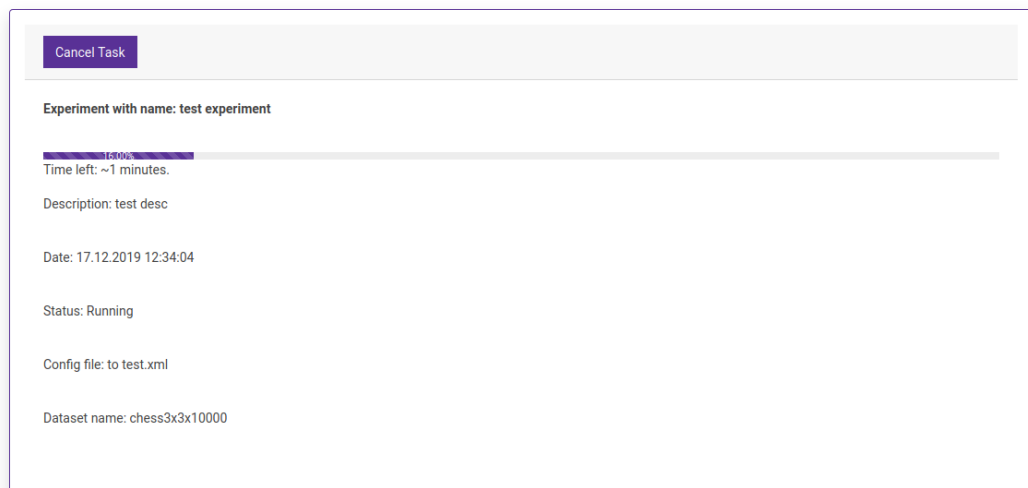 Cancel Task
Experiment with name: test experiment
16.00%
Time left: ~1 minutes.
Description: test desc
Date: 17.12.2019 12:34:04
Status: Running
Config file: to test.xml
Dataset name: chess3x3x10000